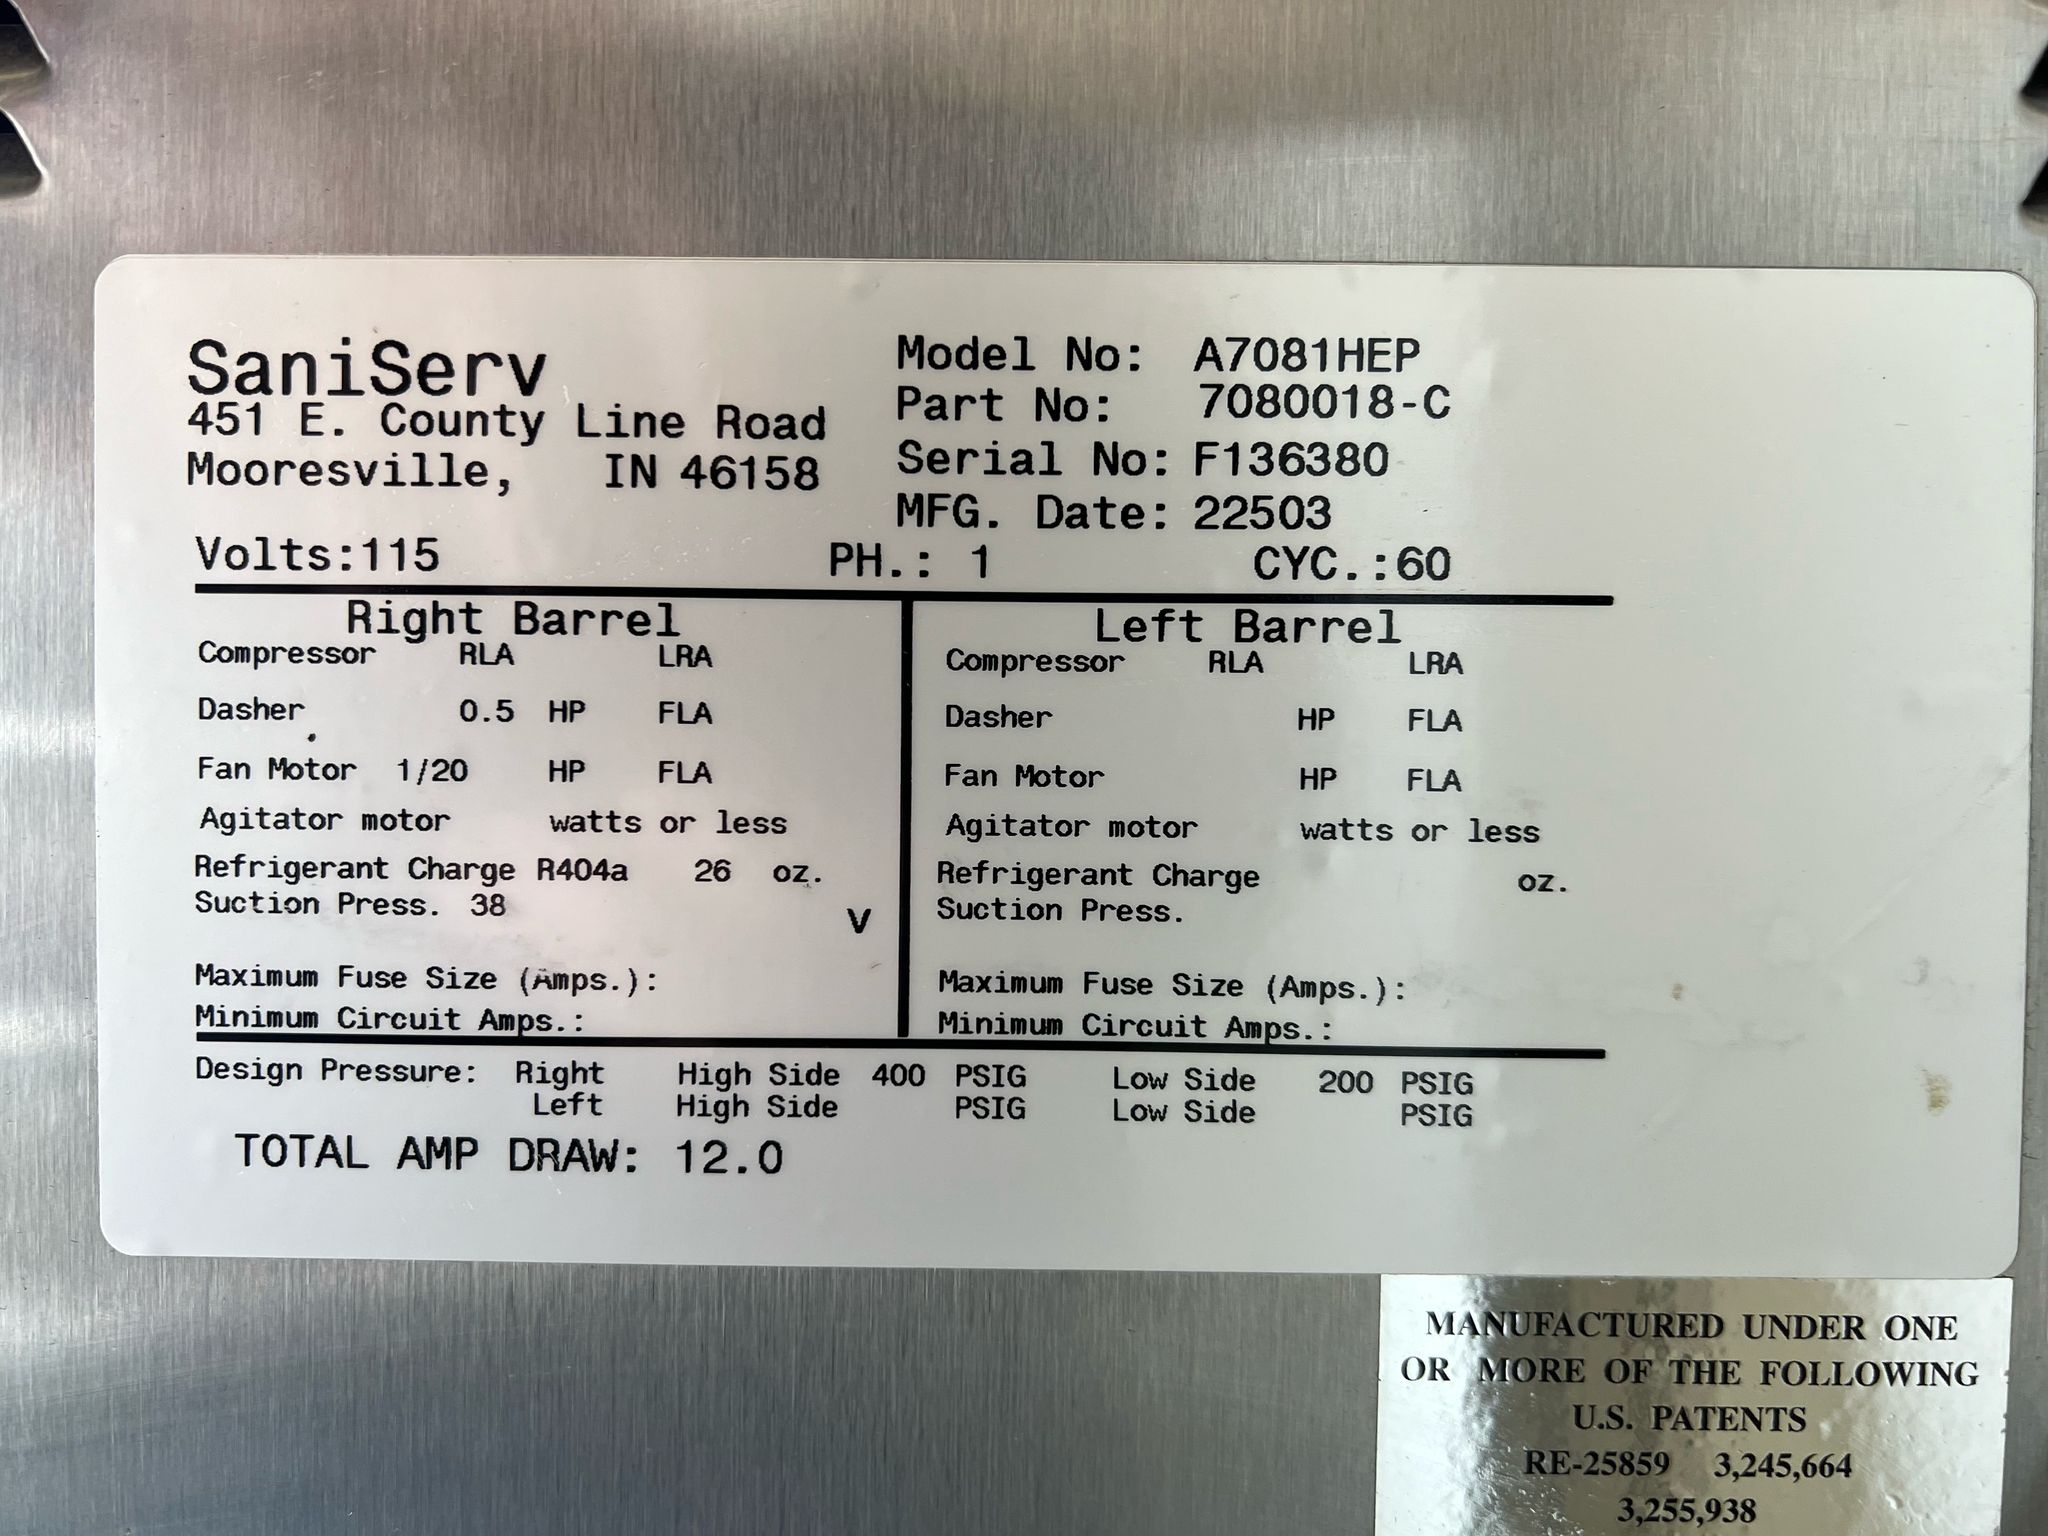 SaniServ
451 E. County Line Road
Mooresville, IN 46158
Model No: A7081HEP
Part No: 7080018-C
Serial No: F136380
MFG. Date: 22503
Volts:115 PH.: 1 CYC.:60
Right Barrel
Compressor RLA LRA
Dasher 0.5 HP FLA
Fan Motor 1/20 HP FLA
Agitator motor watts or less
Refrigerant Charge R404a 26 oz.
Suction Press. 38
V
Maximum Fuse Size (Amps.):
Minimum Circuit Amps.:
Left Barrel
Compressor RLA LRA
Dasher HP FLA
Fan Motor HP FLA
Agitator motor watts or less
Refrigerant Charge oz.
Suction Press.
Maximum Fuse Size (Amps.):
Minimum Circuit Amps.:
Design Pressure: Right High Side 400 PSIG Low Side 200 PSIG
Left High Side PSIG Low Side PSIG
TOTAL AMP DRAW: 12.0
MANUFACTURED UNDER ONE
OR MORE OF THE FOLLOWING
U.S. PATENTS
RE-25859 3,245,664
3,255,938